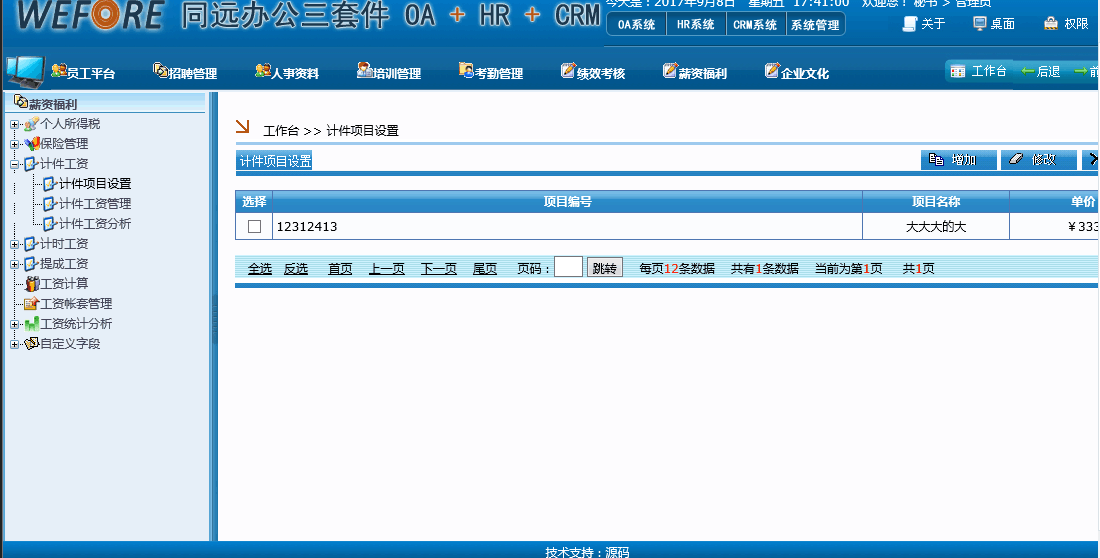 WEFORE 同远办公三套件 OA + HR + CRM
今天是：2017年9月8日 星期五 17:41:00 欢迎您！秘书 > 管理员
OA系统 HR系统 CRM系统 系统管理
关于 桌面 权限
员工平台 招聘管理 人事资料 培训管理 考勤管理 绩效考核 薪资福利 企业文化
工作台 后退 前
薪资福利
个人所得税
保险管理
计件工资
计件项目设置
计件工资管理
计件工资分析
计时工资
提成工资
工资计算
工资帐套管理
工资统计分析
自定义字段
工作台 >> 计件项目设置
计件项目设置
增加 修改
选择 项目编号 项目名称 单价
12312413 大大大的大 ￥333
全选 反选 首页 上一页 下一页 尾页 页码： 跳转 每页12条数据 共有1条数据 当前为第1页 共1页
技术支持：源码